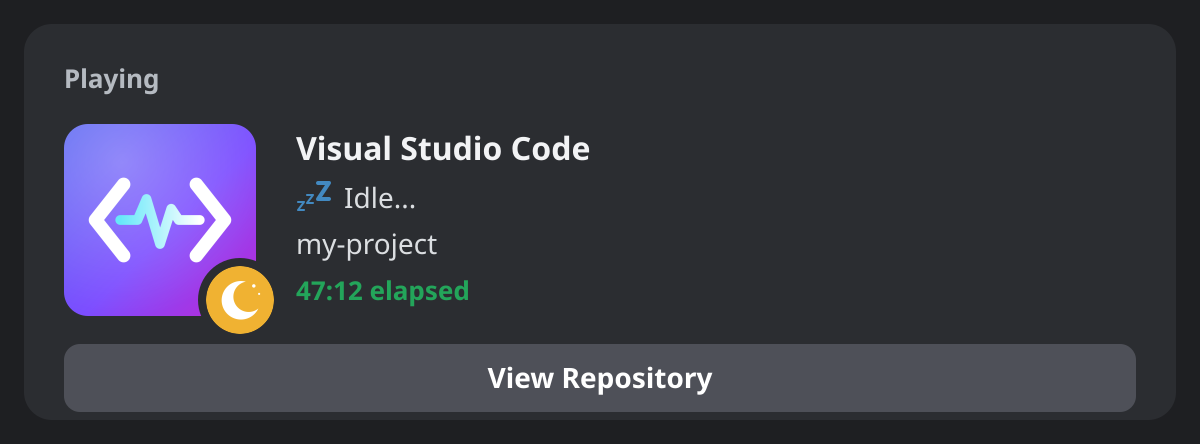 Playing
Visual Studio Code
💤 Idle...
my-project
47:12 elapsed
View Repository